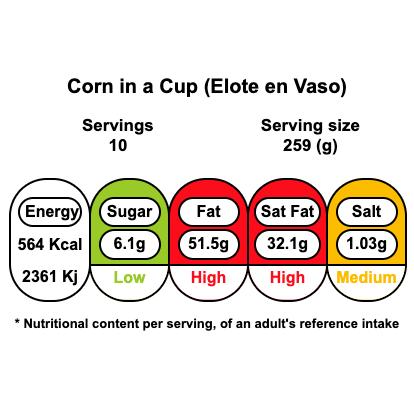 Corn in a Cup (Elote en Vaso)
Servings
10
Serving size
259 (g)
Energy
564 Kcal
2361 Kj
Sugar
6.1g
Low
Fat
51.5g
High
Sat Fat
32.1g
High
Salt
1.03g
Medium
* Nutritional content per serving, of an adult's reference intake